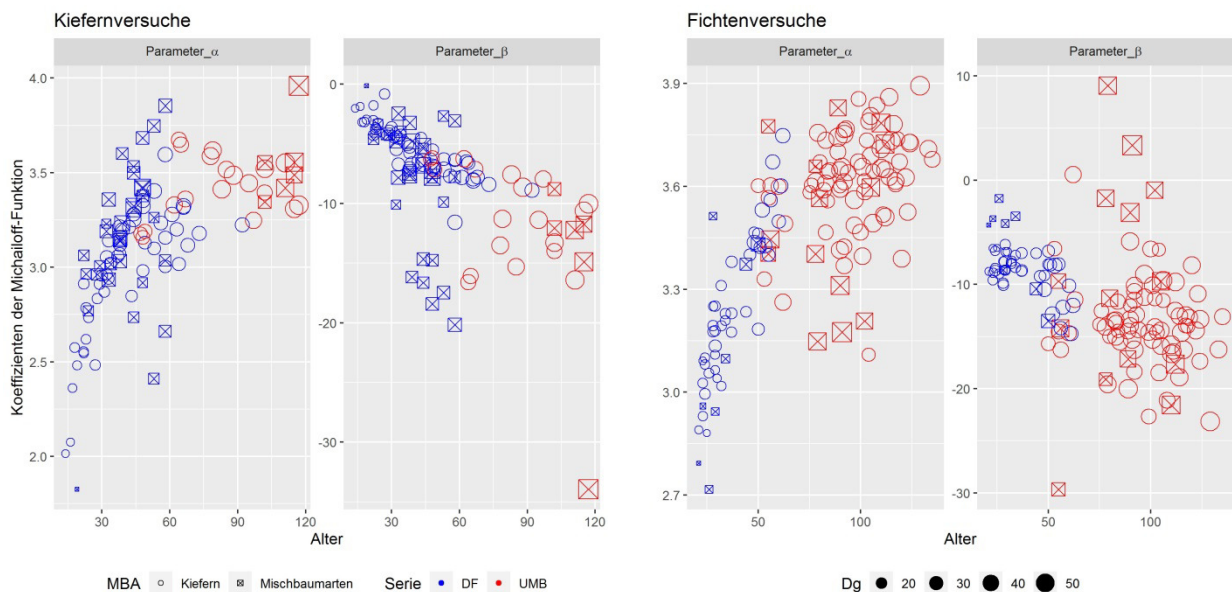 Kiefernversuche
Fichtenversuche
Parameter_α
Parameter_β
Parameter_α
Parameter_β
Koeffizienten der Michailoff-Funktion
4.0
3.5
3.0
2.5
2.0
0
-10
-20
-30
3.9
3.6
3.3
3.0
2.7
10
0
-10
-20
-30
30 60 90 120
30 60 90 120
50 100
50 100
Alter
Alter
MBA Kiefern Mischbaumarten Serie DF UMB
Dg 20 30 40 50